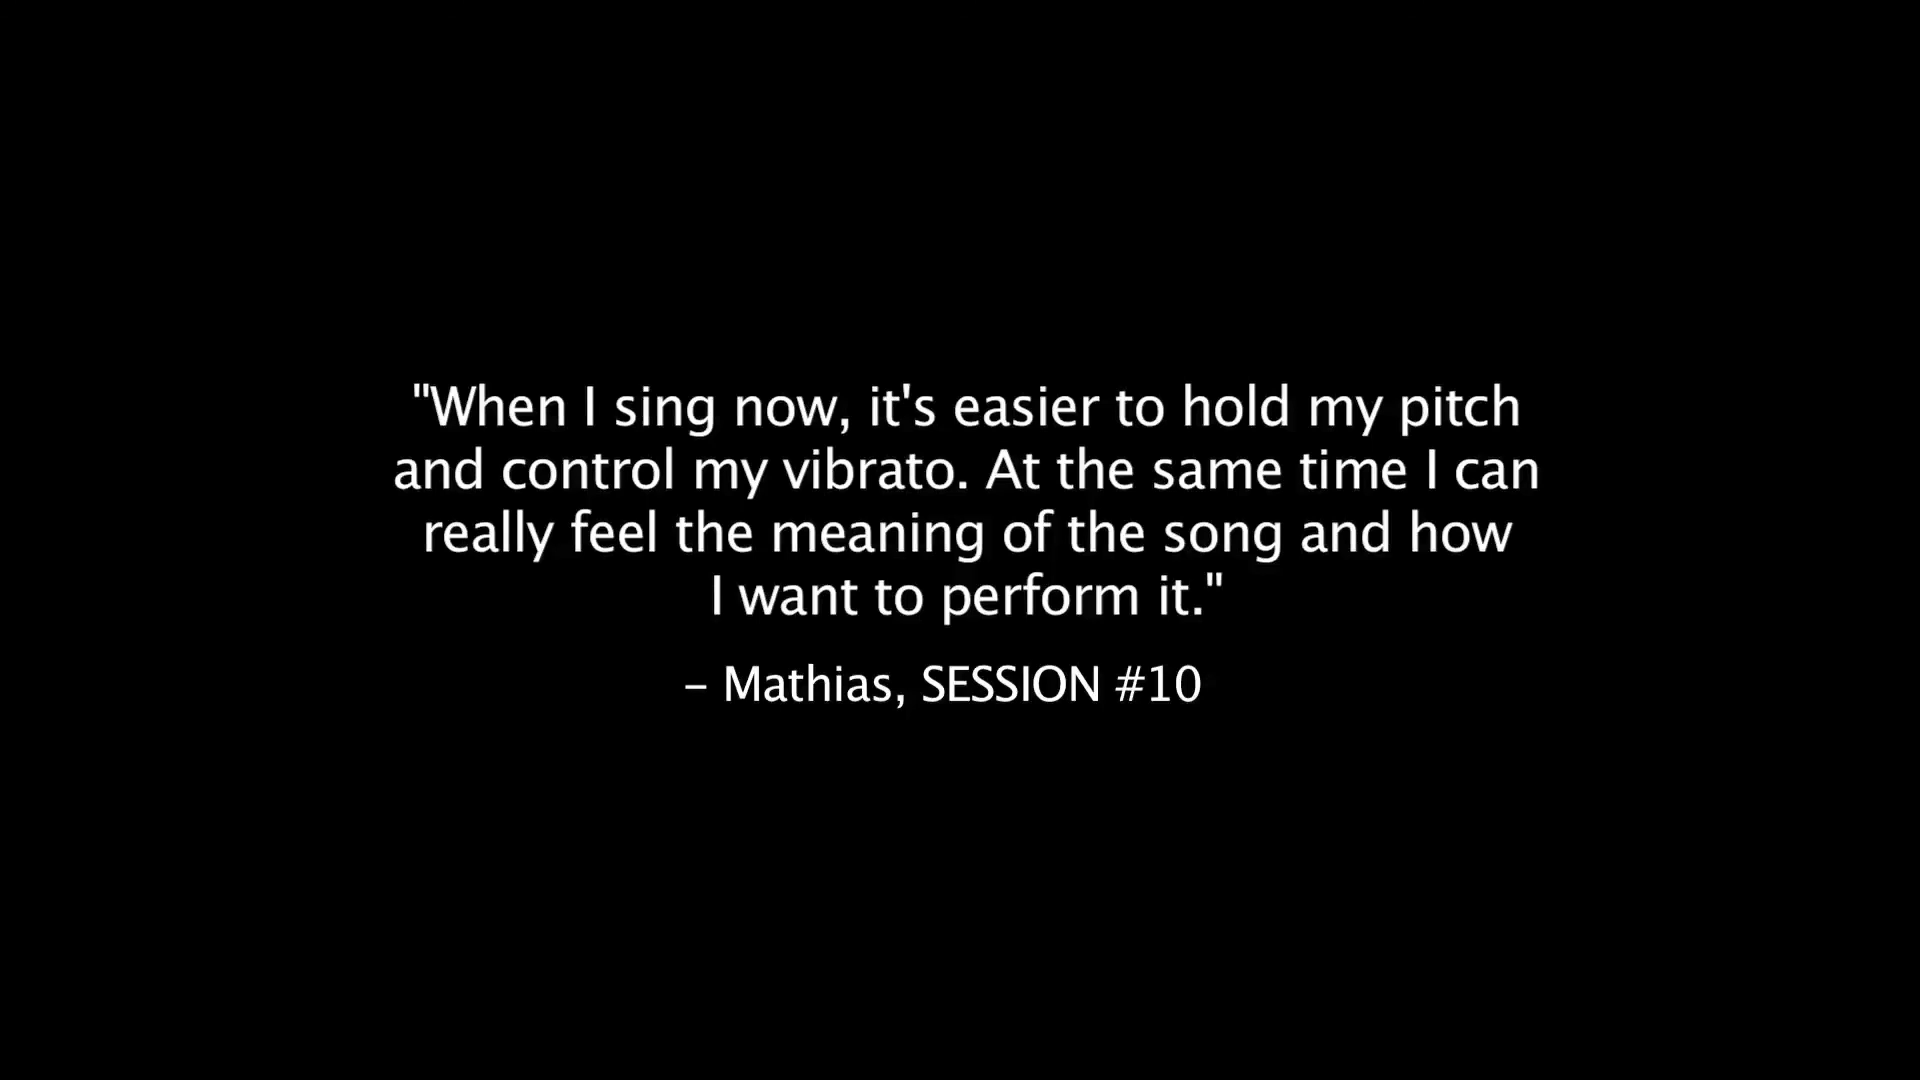 "When I sing now, it's easier to hold my pitch
and control my vibrato. At the same time I can
really feel the meaning of the song and how
I want to perform it."
– Mathias, SESSION #10